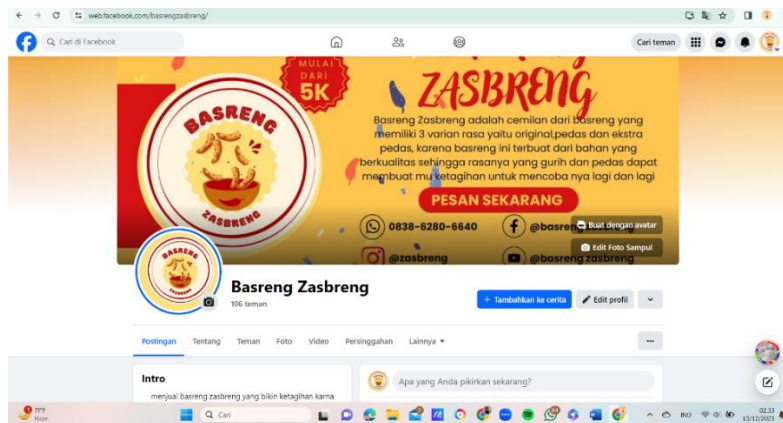 web.facebook.com/basrengzasbreng/
Cari di Facebook
Cari teman
MULAI
DARI
5K
BASRENG
ZASBRENG
ZASBRENG
Basreng Zasbreng adalah cemilan dari basreng yang
memiliki 3 varian rasa yaitu original,pedas dan ekstra
pedas, karena basreng ini terbuat dari bahan yang
berkualitas sehingga rasanya yang gurih dan pedas dapat
membuat mu ketagihan untuk mencoba nya lagi dan lagi
PESAN SEKARANG
0838-6280-6640
@basreng
Buat dengan avatar
@zasbreng
@basreng zasbreng
Edit Foto Sampul
BASRENG
ZASBRENG
Basreng Zasbreng
106 teman
+ Tambahkan ke cerita
Edit profil
Postingan Tentang Teman Foto Video Persinggahan Lainnya
Intro
menjual basreng zasbreng yang bikin ketagihan karna
Apa yang Anda pikirkan sekarang?
71°F
Haze
Cari
IND
02.33
15/12/2023